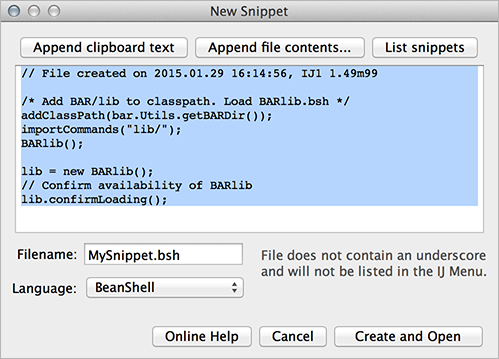 New Snippet
Append clipboard text Append file contents... List snippets
// File created on 2015.01.29 16:14:56, IJ1 1.49m99
/* Add BAR/lib to classpath. Load BARlib.bsh */
addClassPath(bar.Utils.getBARDir());
importCommands("lib/");
BARlib();
lib = new BARlib();
// Confirm availability of BARlib
lib.confirmLoading();
Filename: MySnippet.bsh
File does not contain an underscore
and will not be listed in the IJ Menu.
Language: BeanShell
Online Help Cancel Create and Open